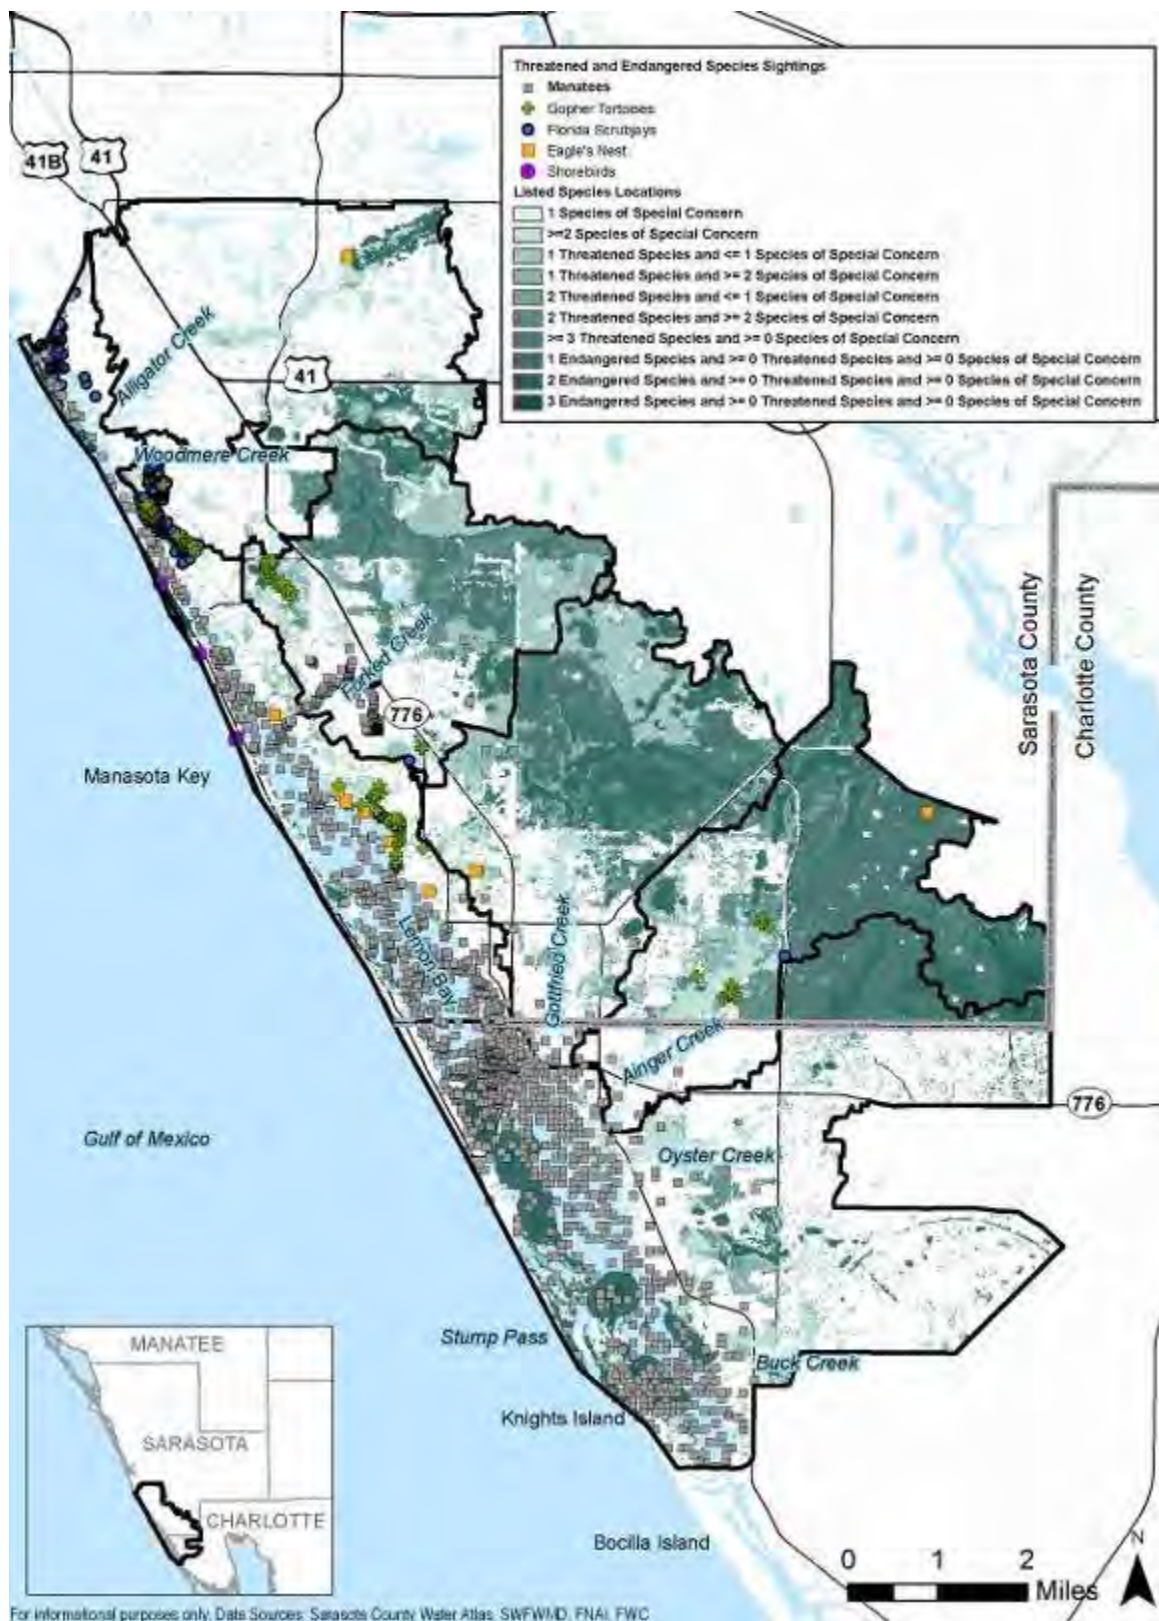 Threatened and Endangered Species Sightings
Manatees
Gopher Tortoises
Florida Scrubjays
Eagle's Nest
Shorebirds
Listed Species Locations
1 Species of Special Concern
>=2 Species of Special Concern
1 Threatened Species and <= 1 Species of Special Concern
1 Threatened Species and >= 2 Species of Special Concern
2 Threatened Species and <= 1 Species of Special Concern
2 Threatened Species and >= 2 Species of Special Concern
>= 3 Threatened Species and >= 0 Species of Special Concern
1 Endangered Species and >= 0 Threatened Species and >= 0 Species of Special Concern
2 Endangered Species and >= 0 Threatened Species and >= 0 Species of Special Concern
3 Endangered Species and >= 0 Threatened Species and >= 0 Species of Special Concern
41B
41
Alligator Creek
41
Woodmere Creek
Sarasota County
Charlotte County
Forked Creek
776
Manasota Key
Lemon Bay
Gottfried Creek
Ainger Creek
776
Gulf of Mexico
Oyster Creek
Stump Pass
Buck Creek
Knights Island
Bocilla Island
MANATEE
SARASOTA
CHARLOTTE
N
0 1 2
Miles
For informational purposes only. Data Sources: Sarasota County Water Atlas, SWFWMD, FNAI, FWC